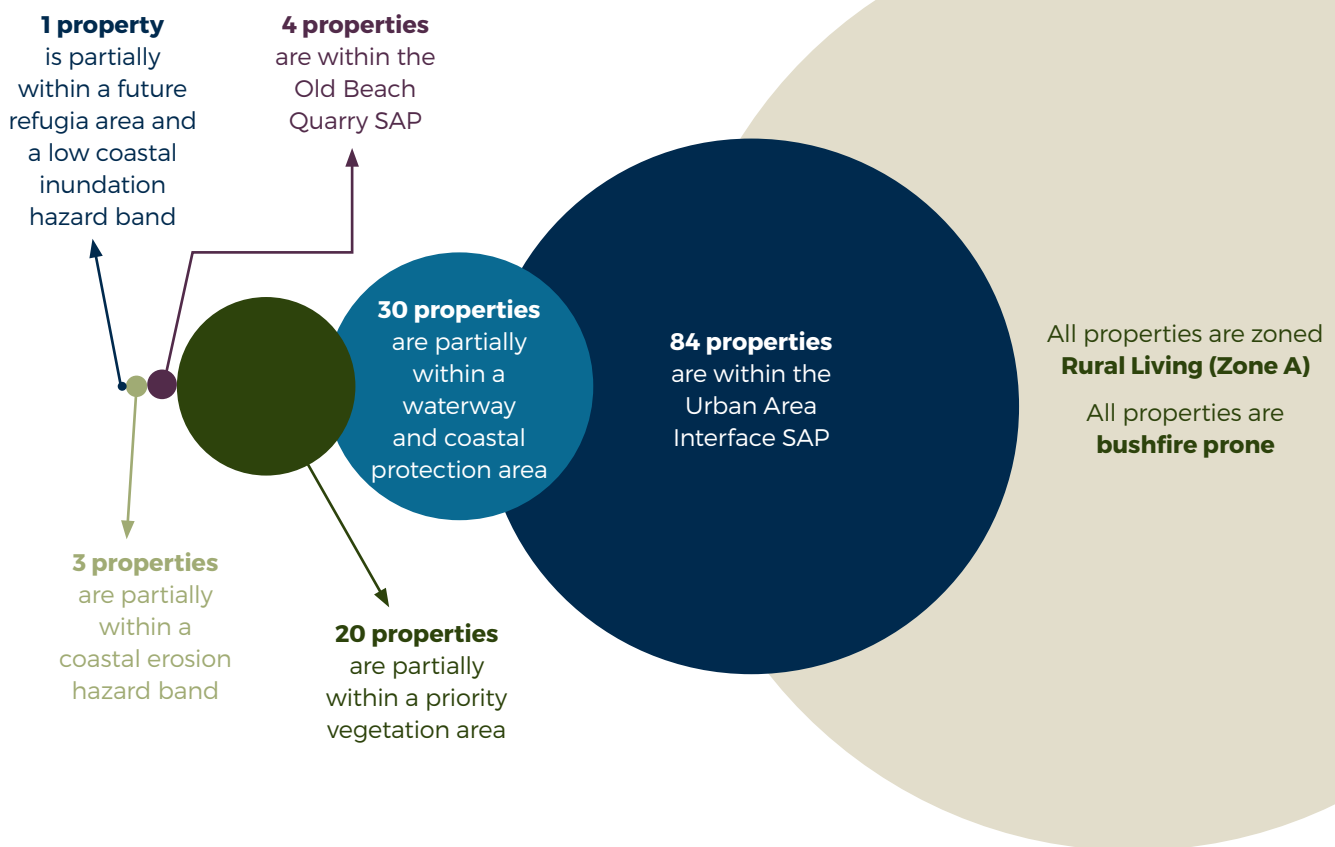 1 property
is partially
within a future
refugia area and
a low coastal
inundation
hazard band
4 properties
are within the
Old Beach
Quarry SAP
30 properties
are partially
within a
waterway
and coastal
protection area
84 properties
are within the
Urban Area
Interface SAP
All properties are zoned
Rural Living (Zone A)
All properties are
bushfire prone
3 properties
are partially
within a
coastal erosion
hazard band
20 properties
are partially
within a priority
vegetation area